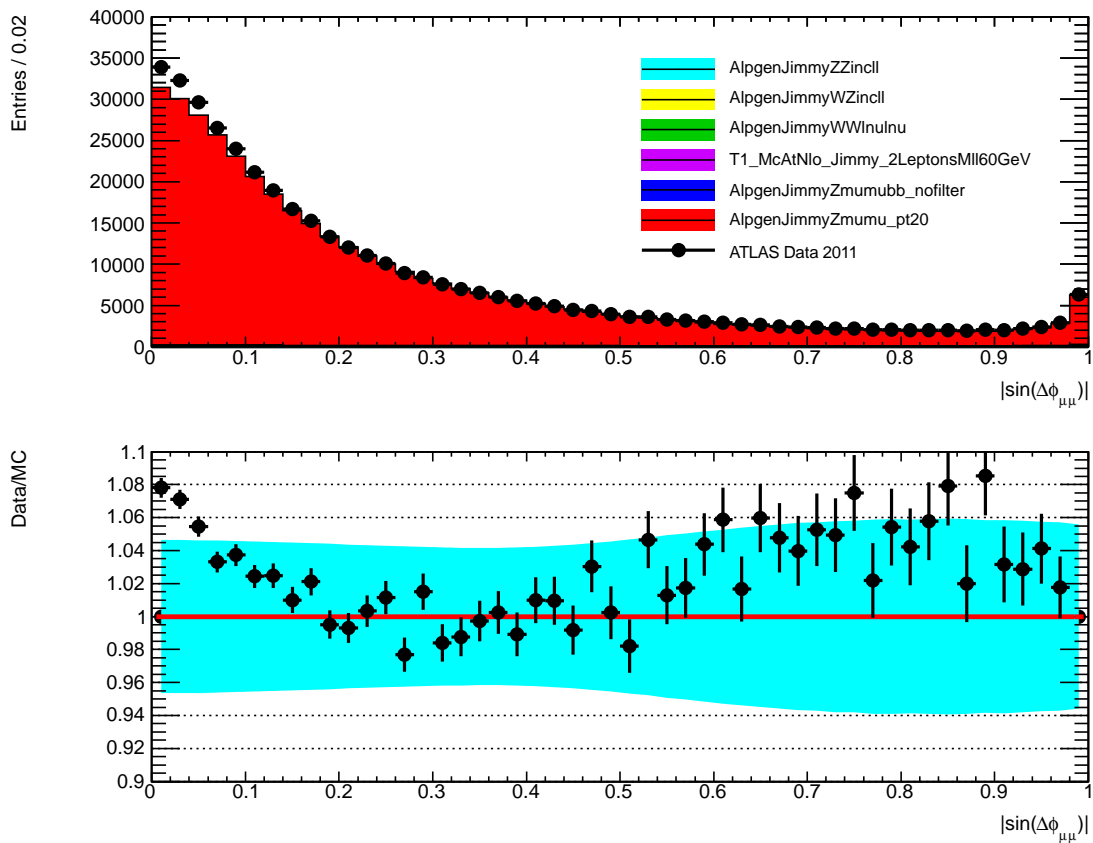 Entries / 0.02
40000
35000
30000
25000
20000
15000
10000
5000
0
AlpgenJimmyZZincll
AlpgenJimmyWZincll
AlpgenJimmyWWlnulnu
T1_McAtNlo_Jimmy_2LeptonsMll60GeV
AlpgenJimmyZmumubb_nofilter
AlpgenJimmyZmumu_pt20
ATLAS Data 2011
0 0.1 0.2 0.3 0.4 0.5 0.6 0.7 0.8 0.9 1
|sin(Δϕμμ)|
Data/MC
1.1
1.08
1.06
1.04
1.02
1
0.98
0.96
0.94
0.92
0.9
0 0.1 0.2 0.3 0.4 0.5 0.6 0.7 0.8 0.9 1
|sin(Δϕμμ)|